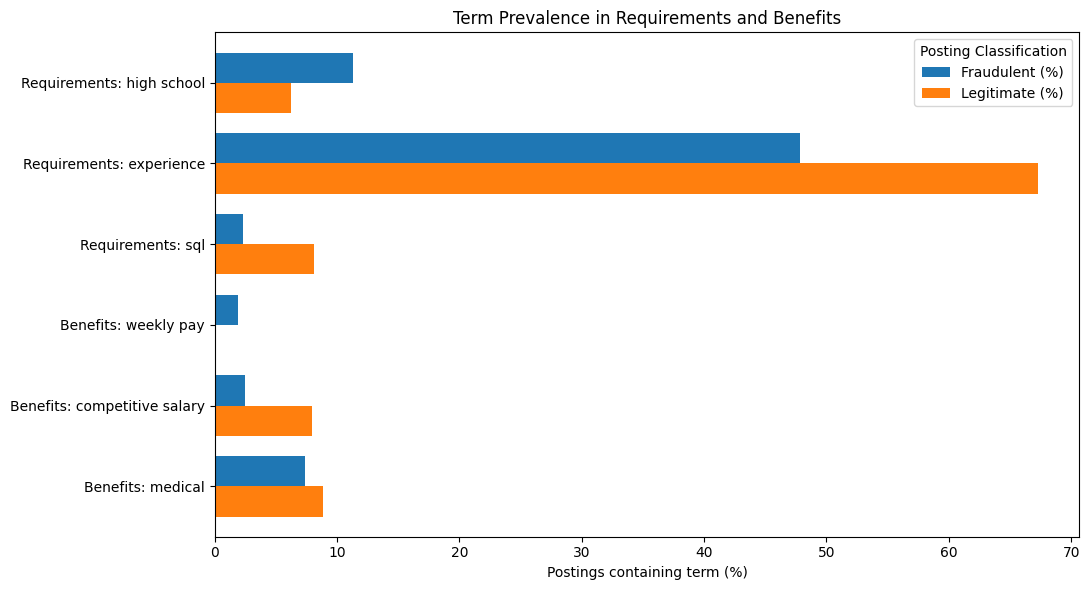 Term Prevalence in Requirements and Benefits
Posting Classification
Fraudulent (%)
Legitimate (%)
Requirements: high school
Requirements: experience
Requirements: sql
Benefits: weekly pay
Benefits: competitive salary
Benefits: medical
0 10 20 30 40 50 60 70
Postings containing term (%)